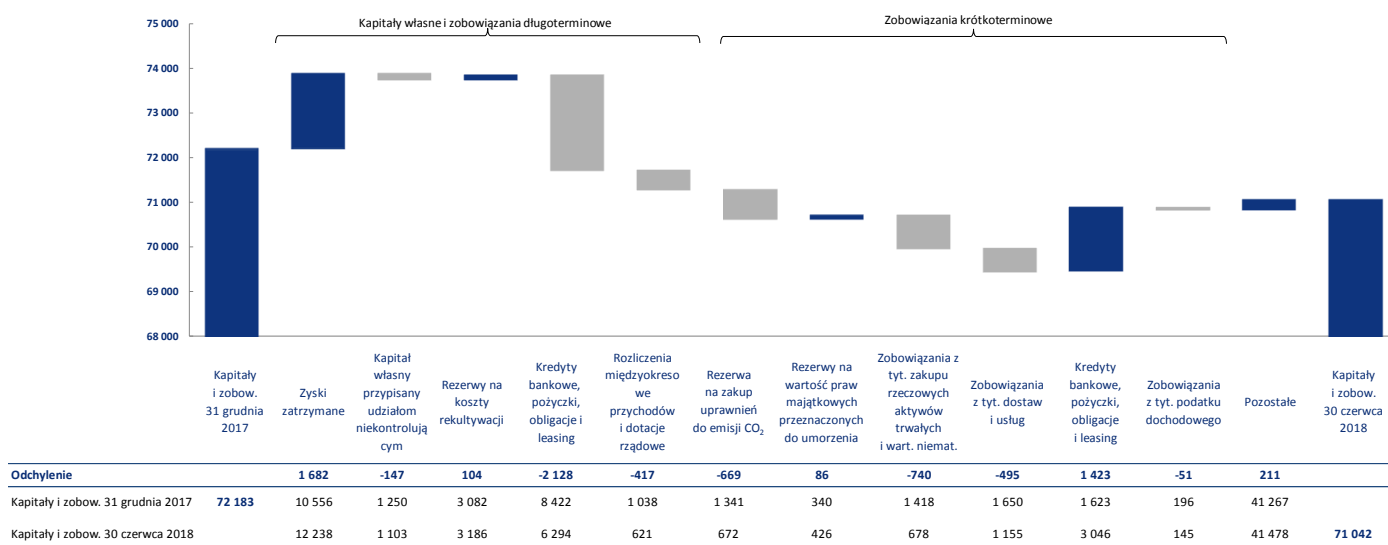 Kapitały własne i zobowiązania długoterminowe
Zobowiązania krótkoterminowe
75 000
74 000
73 000
72 000
71 000
70 000
69 000
68 000
Kapitały
i zobow.
31 grudnia
2017
Zyski
zatrzymane
Kapitał
własny
przypisany
udziałom
niekontrolują
cym
Rezerwy na
koszty
rekultywacji
Kredyty
bankowe,
pożyczki,
obligacje i
leasing
Rozliczenia
międzyokreso
we
przychodów
i dotacje
rządowe
Rezerwa
na zakup
uprawnień
do emisji CO₂
Rezerwy na
wartość praw
majątkowych
przeznaczonych
do umorzenia
Zobowiązania z
tyt. zakupu
rzeczowych
aktywów
trwałych
i wart. niemat.
Zobowiązania
z tyt. dostaw
i usług
Kredyty
bankowe,
pożyczki,
obligacje
i leasing
Zobowiązania
z tyt. podatku
dochodowego
Pozostałe
Kapitały
i zobow.
30 czerwca
2018
Odchylenie 1 682 -147 104 -2 128 -417 -669 86 -740 -495 1 423 -51 211
Kapitały i zobow. 31 grudnia 2017 72 183 10 556 1 250 3 082 8 422 1 038 1 341 340 1 418 1 650 1 623 196 41 267
Kapitały i zobow. 30 czerwca 2018 12 238 1 103 3 186 6 294 621 672 426 678 1 155 3 046 145 41 478 71 042